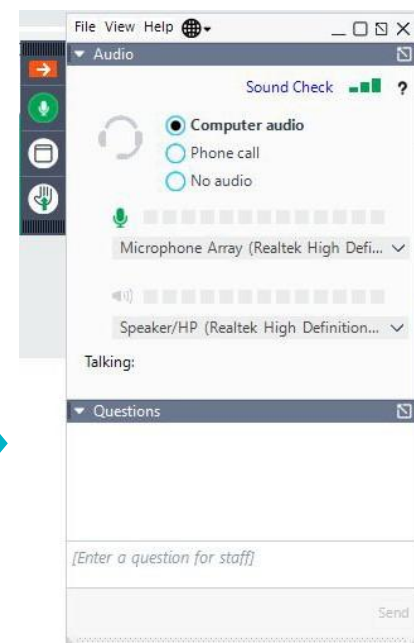 File View Help
Audio
Sound Check ?
Computer audio
Phone call
No audio
Microphone Array (Realtek High Defi...
Speaker/HP (Realtek High Definition...
Talking:
Questions
[Enter a question for staff]
Send